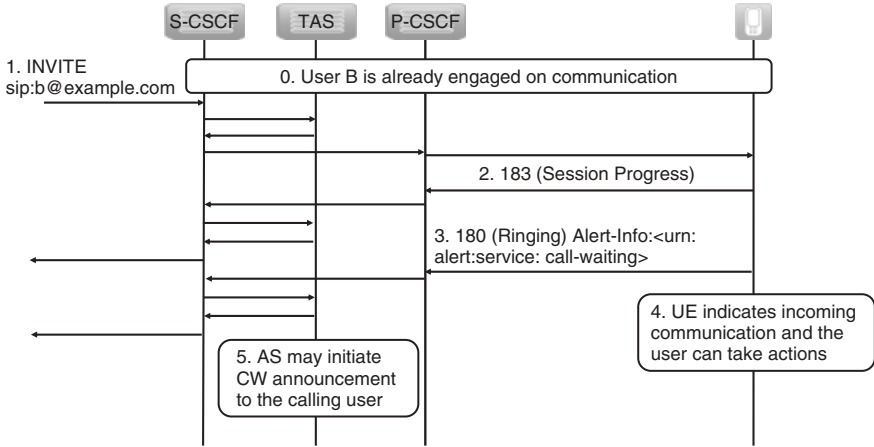 S-CSCF TAS P-CSCF
1. INVITE
sip:b@example.com
0. User B is already engaged on communication
2. 183 (Session Progress)
3. 180 (Ringing) Alert-Info:<urn:
alert:service: call-waiting>
4. UE indicates incoming
communication and the
user can take actions
5. AS may initiate
CW announcement
to the calling user